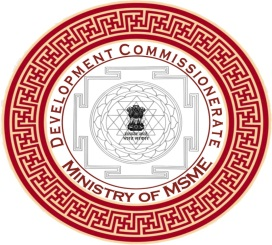 DEVELOPMENT COMMISSIONERATE
MINISTRY OF MSME